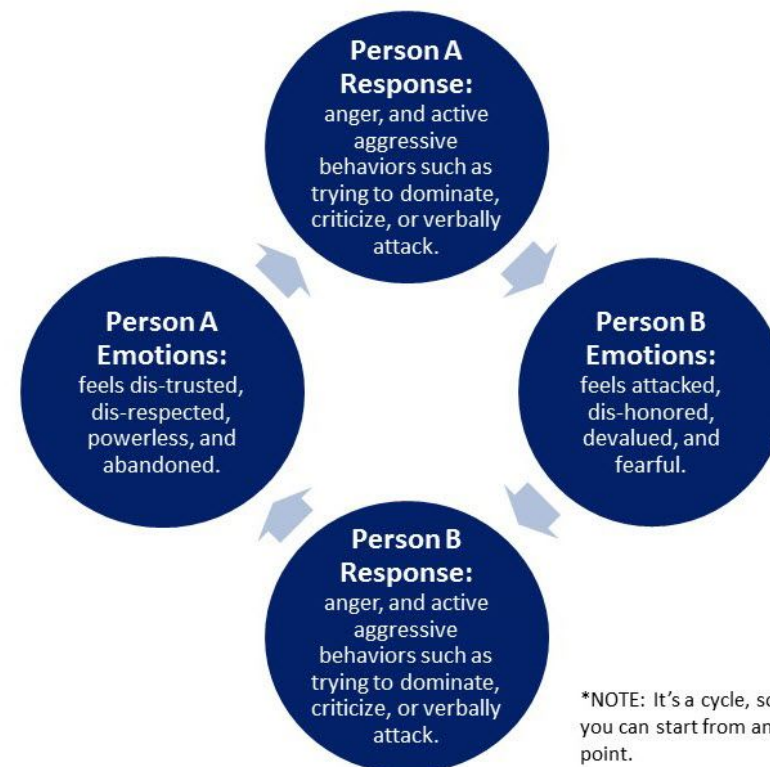 Person A
Response:
anger, and active
aggressive
behaviors such as
trying to dominate,
criticize, or verbally
attack.
Person A
Emotions:
feels dis-trusted,
dis-respected,
powerless, and
abandoned.
Person B
Emotions:
feels attacked,
dis-honored,
devalued, and
fearful.
Person B
Response:
anger, and active
aggressive
behaviors such as
trying to dominate,
criticize, or verbally
attack.
*NOTE: It's a cycle,
you can start from
point.